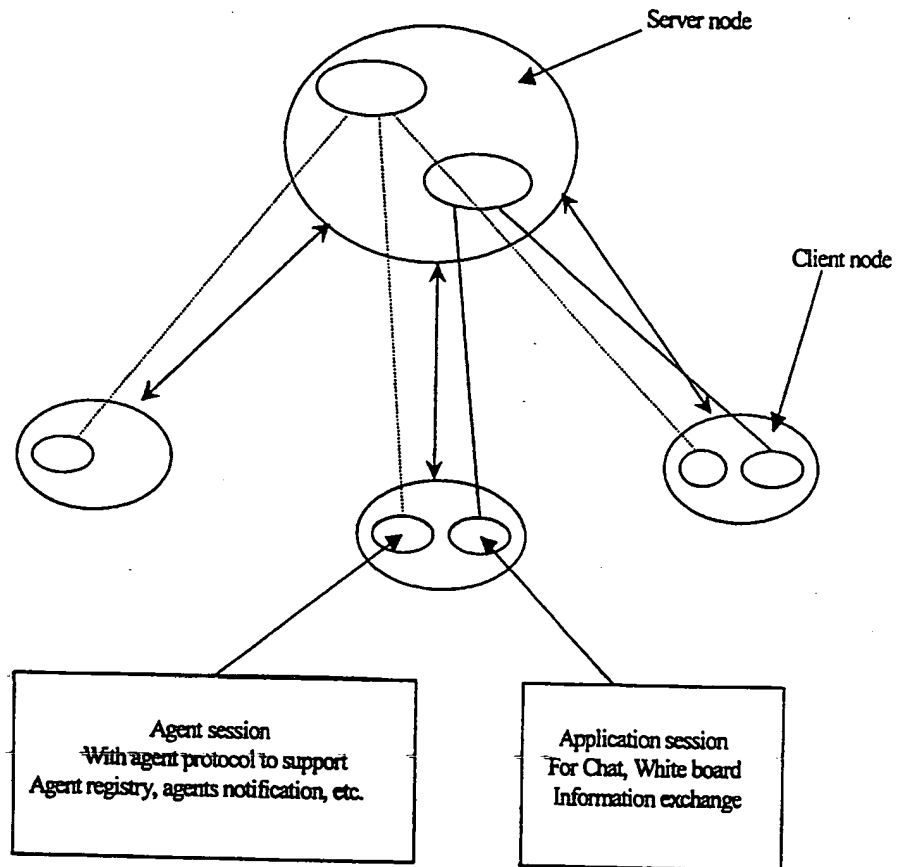 Server node
Client node
Agent session
With agent protocol to support
Agent registry, agents notification, etc.
Application session
For Chat, White board
Information exchange